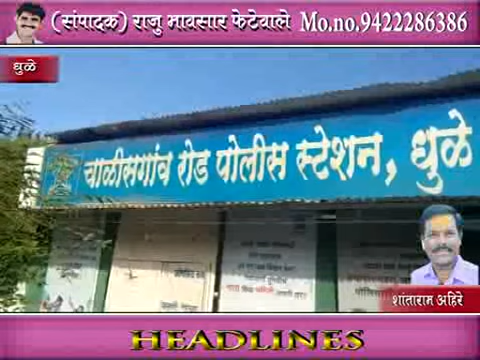 (संपादक) राजु भावसार फेटेवाले Mo.no.9422286386
धुळे
चाळीसगांव रोड पोलीस स्टेशन, धुळे
शांताराम अहिरे
HEADLINES